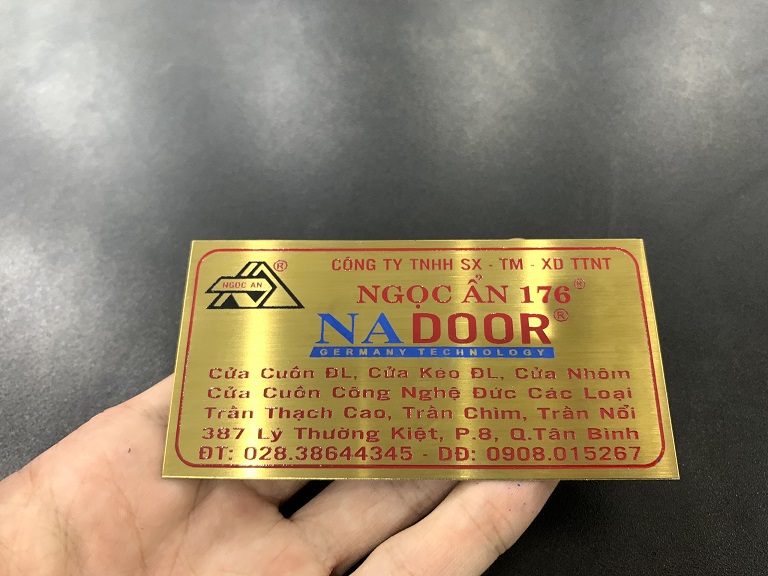 NGOC AN ®
CÔNG TY TNHH SX - TM - XD TTNT
NGỌC ẨN 176 ®
NADOOR ®
GERMANY TECHNOLOGY
Cửa Cuốn ĐL, Cửa Kéo ĐL, Cửa Nhôm
Cửa Cuốn Công Nghệ Đức Các Loại
Trần Thạch Cao, Trần Chìm, Trần Nổi
387 Lý Thường Kiệt, P.8, Q.Tân Bình
ĐT: 028.38644345 - DĐ: 0908.015267